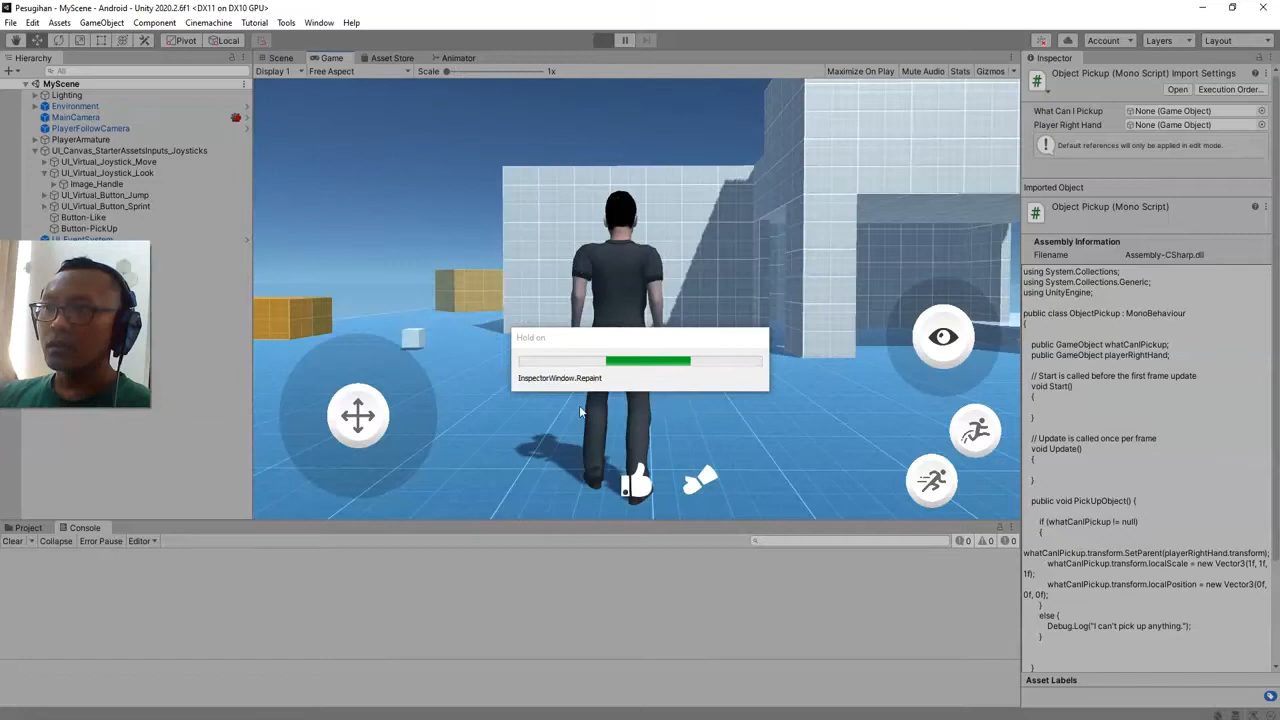 Pesugihan - MyScene - Android - Unity 2020.2.6f1 <DX11 on DX10 GPU>
File Edit Assets GameObject Component Cinemachine Tutorial Tools Window Help
Pivot Local Account Layers Layout
Hierarchy Scene Game Asset Store Animator Inspector
All
Display 1 Free Aspect Scale 1x Maximize On Play Mute Audio Stats Gizmos
MyScene
Lighting
Environment
MainCamera
PlayerFollowCamera
PlayerArmature
UI_Canvas_StarterAssetsInputs_Joysticks
UI_Virtual_Joystick_Move
UI_Virtual_Joystick_Look
Image_Handle
UI_Virtual_Button_Jump
UI_Virtual_Button_Sprint
Button-Like
Button-PickUp
UI_EventSystem
Hold on
InspectorWindow.Repaint
Object Pickup (Mono Script) Import Settings
Open Execution Order...
What Can I Pickup None (Game Object)
Player Right Hand None (Game Object)
Default references will only be applied in edit mode.
Imported Object
Object Pickup (Mono Script)
Assembly Information
Filename Assembly-CSharp.dll
using System.Collections;
using System.Collections.Generic;
using UnityEngine;
public class ObjectPickup : MonoBehaviour
{
public GameObject whatCanIPickup;
public GameObject playerRightHand;
// Start is called before the first frame update
void Start()
{
}
// Update is called once per frame
void Update()
{
}
public void PickUpObject() {
if (whatCanIPickup != null)
{
whatCanIPickup.transform.SetParent(playerRightHand.transform);
whatCanIPickup.transform.localScale = new Vector3(1f, 1f,
1f);
whatCanIPickup.transform.localPosition = new Vector3(0f,
0f, 0f);
}
else {
Debug.Log("I can't pick up anything.");
}
}
Asset Labels
Project Console
Clear Collapse Error Pause Editor 0 0 0